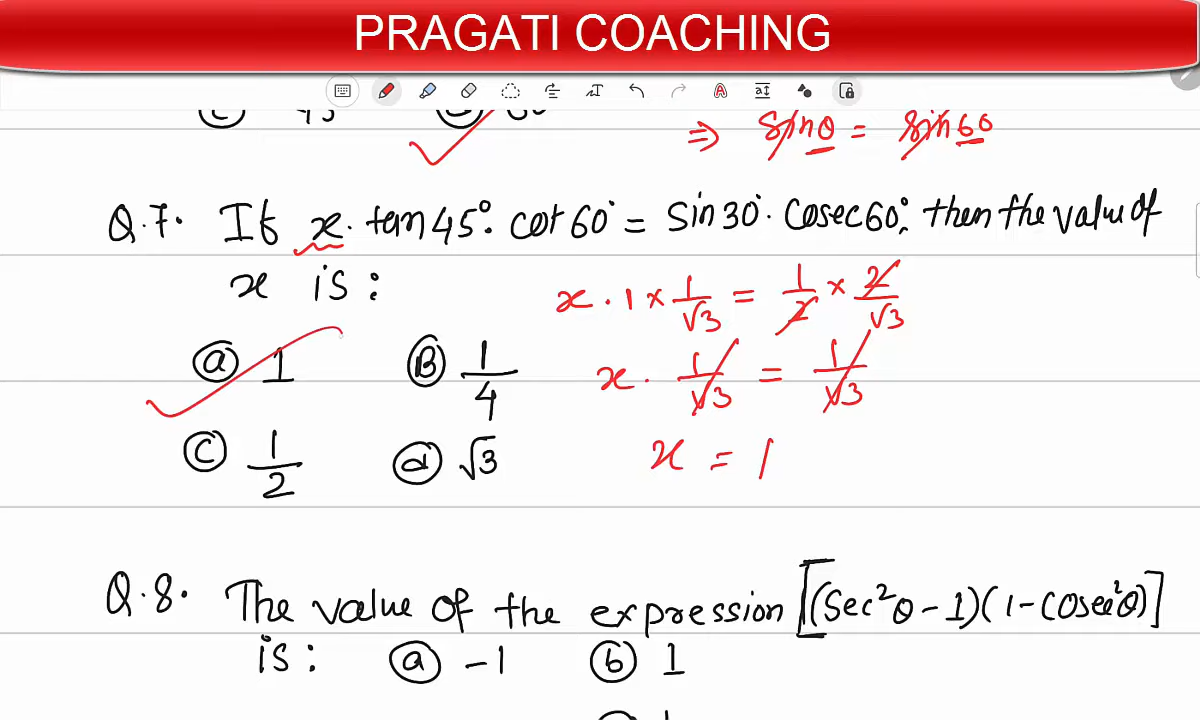 PRAGATI COACHING
⇒ sinθ = sin60
Q.7. If x. tan45°. cot60° = sin30°. cosec60°, then the value of
x is:
x . 1 × 1/√3 = 1/2 × 2/√3
(a) 1 (B) 1/4
x . 1/√3 = 1/√3
(c) 1/2 (d) √3
x = 1
Q.8. The value of the expression [(Sec²θ - 1)(1 - cosec²θ)]
is: (a) -1 (b) 1